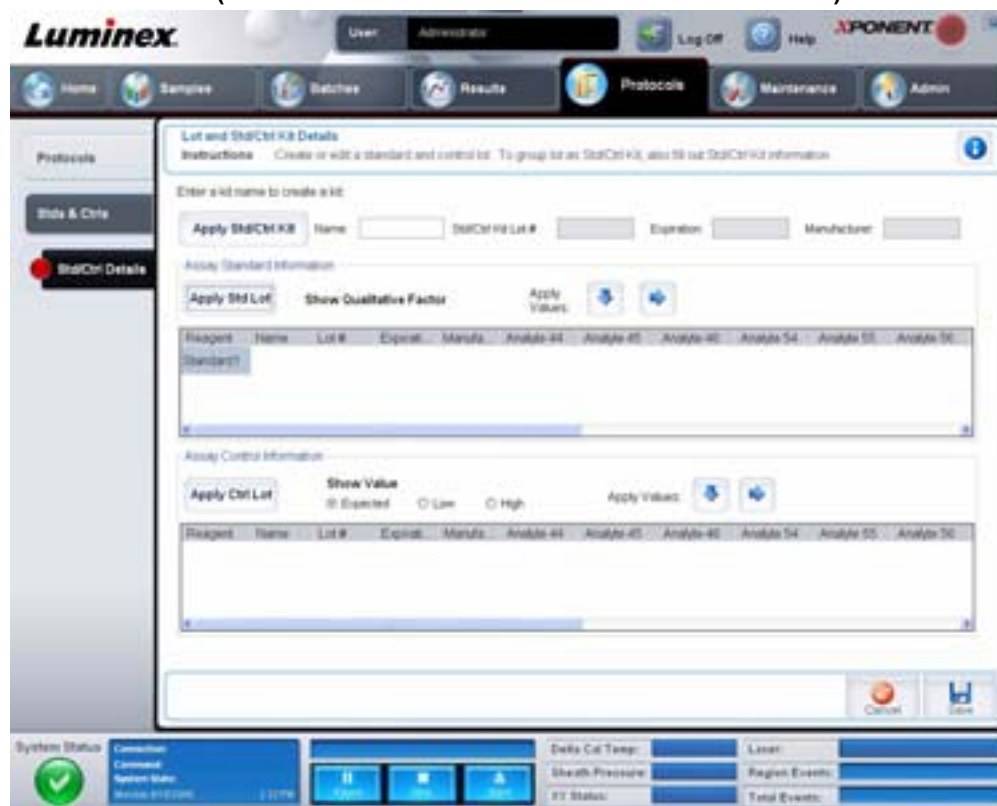 Luminex
User: Administrator
Log Off
Help
XPONENT
Home
Samples
Batches
Results
Protocols
Maintenance
Admin
Protocols
Stds & Ctrls
Std/Ctrl Details
Lot and Std/Ctrl Kit Details
Instructions Create or edit a standard and control lot. To group lot as Std/Ctrl Kit, also fill out Std/Ctrl Kit information.
Enter a kit name to create a kit:
Apply Std/Ctrl Kit Name Std/Ctrl Kit Lot # Expiration Manufacturer
Assay Standard Information
Apply Std Lot Show Qualitative Factor Apply Values:
Reagent Name Lot # Expirati... Manufa... Analyte 44 Analyte 45 Analyte 46 Analyte 54 Analyte 55 Analyte 56
Standard1
Assay Control Information
Apply Ctrl Lot
Show Value
Expected Low High
Apply Values:
Reagent Name Lot # Expirati... Manufa... Analyte 44 Analyte 45 Analyte 46 Analyte 54 Analyte 55 Analyte 56
Cancel
Save
System Status
Connection:
Command:
System State:
Delta Cal Temp:
Sheath Pressure:
XY Status:
Laser:
Region Events:
Total Events: